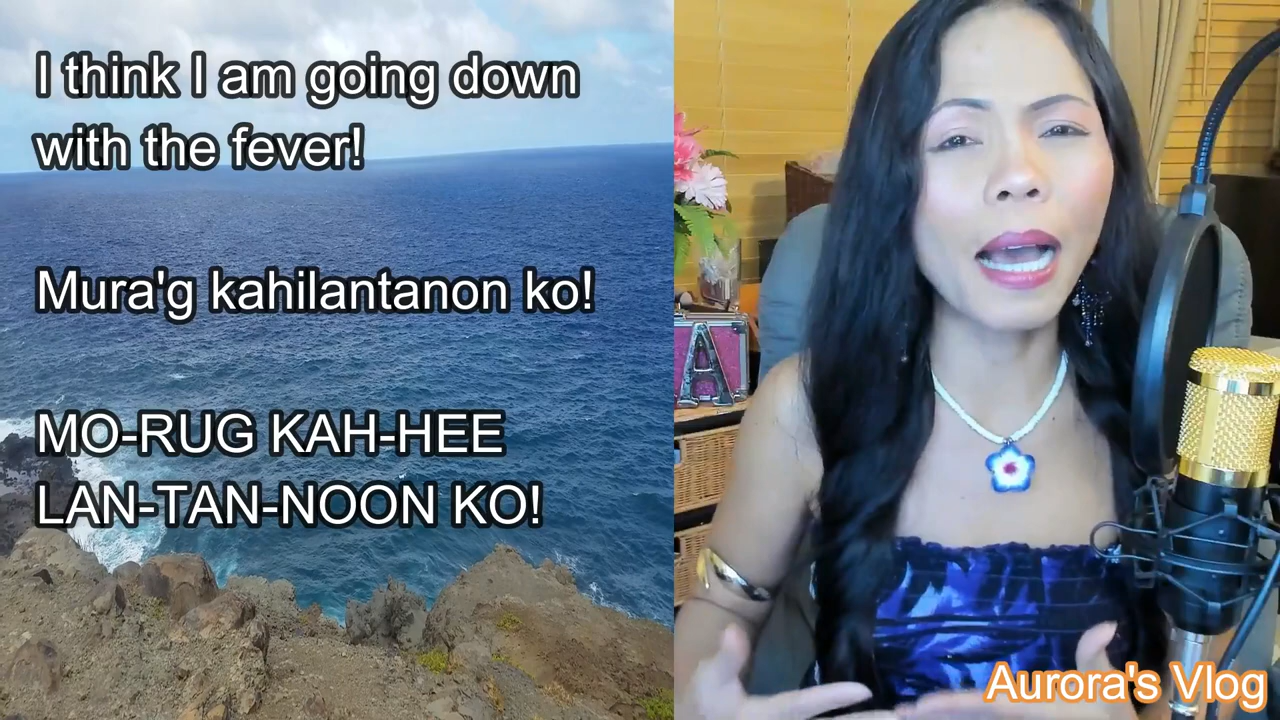 I think I am going down
with the fever!
Mura'g kahilantanon ko!
MO-RUG KAH-HEE
LAN-TAN-NOON KO!
A
Aurora's Vlog